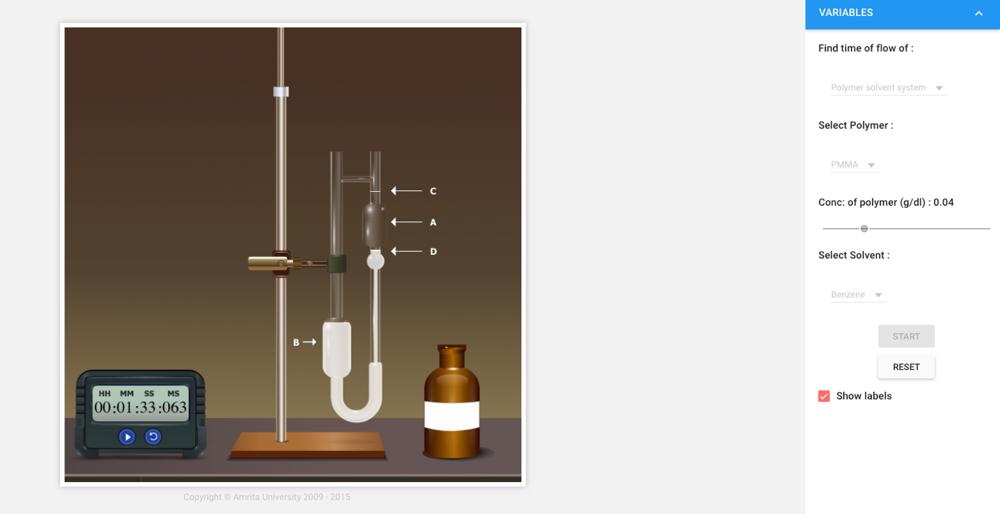 VARIABLES
Find time of flow of :
Polymer solvent system
Select Polymer :
PMMA
Conc: of polymer (g/dl) : 0.04
Select Solvent :
Benzene
START
RESET
Show labels
C
A
D
B
HH MM SS MS
00:01:33:063
Copyright © Amrita University 2009 - 2015